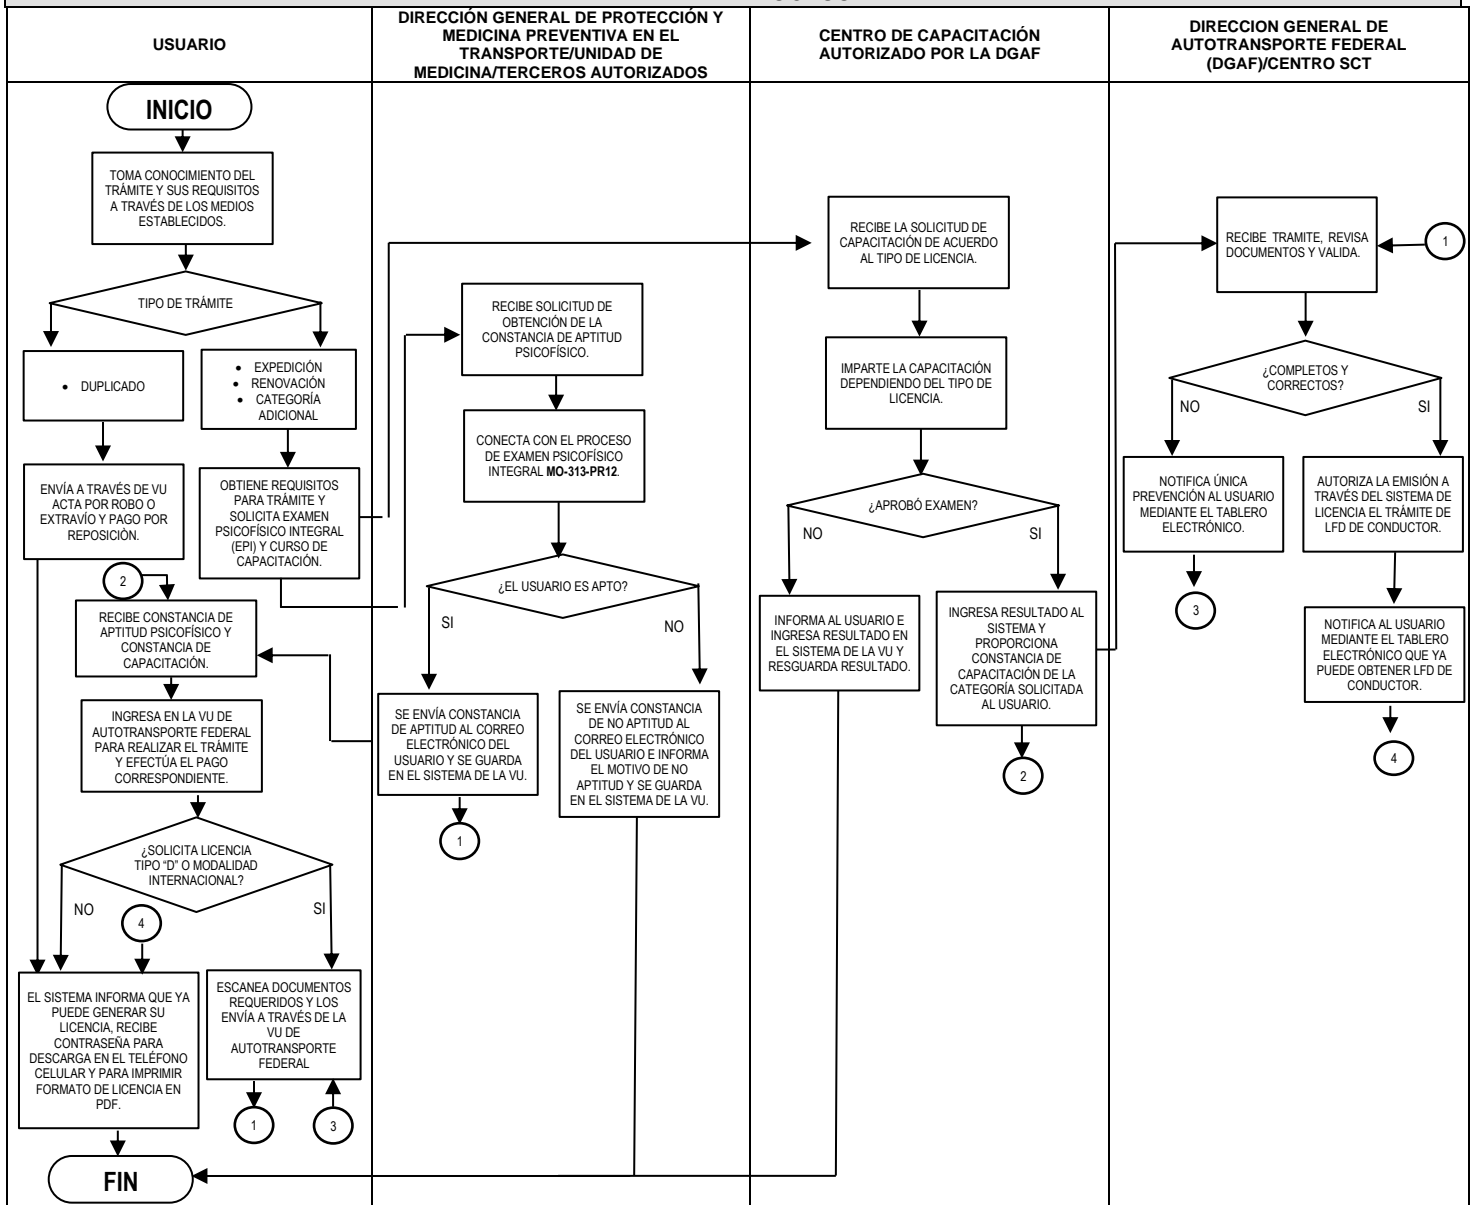 USUARIO
DIRECCIÓN GENERAL DE PROTECCIÓN Y
MEDICINA PREVENTIVA EN EL
TRANSPORTE/UNIDAD DE
MEDICINA/TERCEROS AUTORIZADOS
CENTRO DE CAPACITACIÓN
AUTORIZADO POR LA DGAF
DIRECCION GENERAL DE
AUTOTRANSPORTE FEDERAL
(DGAF)/CENTRO SCT
INICIO
TOMA CONOCIMIENTO DEL
TRÁMITE Y SUS REQUISITOS
A TRAVÉS DE LOS MEDIOS
ESTABLECIDOS.
TIPO DE TRÁMITE
• DUPLICADO
• EXPEDICIÓN
• RENOVACIÓN
• CATEGORÍA
ADICIONAL
ENVÍA A TRAVÉS DE VU
ACTA POR ROBO O
EXTRAVÍO Y PAGO POR
REPOSICIÓN.
OBTIENE REQUISITOS
PARA TRÁMITE Y
SOLICITA EXAMEN
PSICOFÍSICO INTEGRAL
(EPI) Y CURSO DE
CAPACITACIÓN.
2
RECIBE CONSTANCIA DE
APTITUD PSICOFÍSICO Y
CONSTANCIA DE
CAPACITACIÓN.
INGRESA EN LA VU DE
AUTOTRANSPORTE FEDERAL
PARA REALIZAR EL TRÁMITE
Y EFECTÚA EL PAGO
CORRESPONDIENTE.
¿SOLICITA LICENCIA
TIPO “D” O MODALIDAD
INTERNACIONAL?
NO
4
SI
EL SISTEMA INFORMA QUE YA
PUEDE GENERAR SU
LICENCIA, RECIBE
CONTRASEÑA PARA
DESCARGA EN EL TELÉFONO
CELULAR Y PARA IMPRIMIR
FORMATO DE LICENCIA EN
PDF.
ESCANEA DOCUMENTOS
REQUERIDOS Y LOS
ENVÍA A TRAVÉS DE LA
VU DE
AUTOTRANSPORTE
FEDERAL
1
3
FIN
RECIBE SOLICITUD DE
OBTENCIÓN DE LA
CONSTANCIA DE APTITUD
PSICOFÍSICO.
CONECTA CON EL PROCESO
DE EXAMEN PSICOFÍSICO
INTEGRAL MO-313-PR12.
¿EL USUARIO ES APTO?
SI
NO
SE ENVÍA CONSTANCIA
DE APTITUD AL CORREO
ELECTRÓNICO DEL
USUARIO Y SE GUARDA
EN EL SISTEMA DE LA VU.
SE ENVÍA CONSTANCIA
DE NO APTITUD AL
CORREO ELECTRÓNICO
DEL USUARIO E INFORMA
EL MOTIVO DE NO
APTITUD Y SE GUARDA
EN EL SISTEMA DE LA VU.
1
RECIBE LA SOLICITUD DE
CAPACITACIÓN DE ACUERDO
AL TIPO DE LICENCIA.
IMPARTE LA CAPACITACIÓN
DEPENDIENDO DEL TIPO DE
LICENCIA.
¿APROBÓ EXAMEN?
NO
SI
INFORMA AL USUARIO E
INGRESA RESULTADO EN
EL SISTEMA DE LA VU Y
RESGUARDA RESULTADO.
INGRESA RESULTADO AL
SISTEMA Y
PROPORCIONA
CONSTANCIA DE
CAPACITACIÓN DE LA
CATEGORÍA SOLICITADA
AL USUARIO.
2
RECIBE TRAMITE, REVISA
DOCUMENTOS Y VALIDA.
1
¿COMPLETOS Y
CORRECTOS?
NO
SI
NOTIFICA ÚNICA
PREVENCIÓN AL USUARIO
MEDIANTE EL TABLERO
ELECTRÓNICO.
3
AUTORIZA LA EMISIÓN A
TRAVÉS DEL SISTEMA DE
LICENCIA EL TRÁMITE DE
LFD DE CONDUCTOR.
NOTIFICA AL USUARIO
MEDIANTE EL TABLERO
ELECTRÓNICO QUE YA
PUEDE OBTENER LFD DE
CONDUCTOR.
4